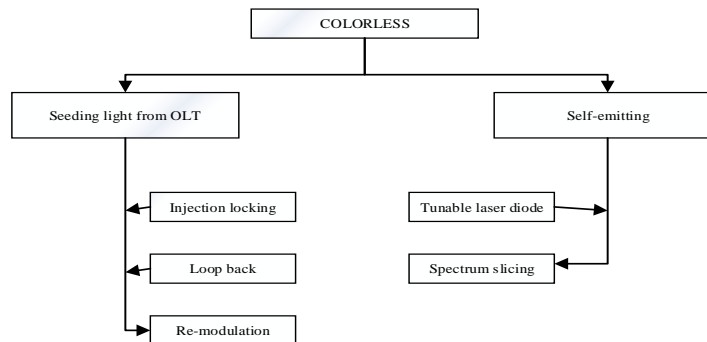 COLORLESS
Seeding light from OLT
Self-emitting
Injection locking
Tunable laser diode
Loop back
Spectrum slicing
Re-modulation